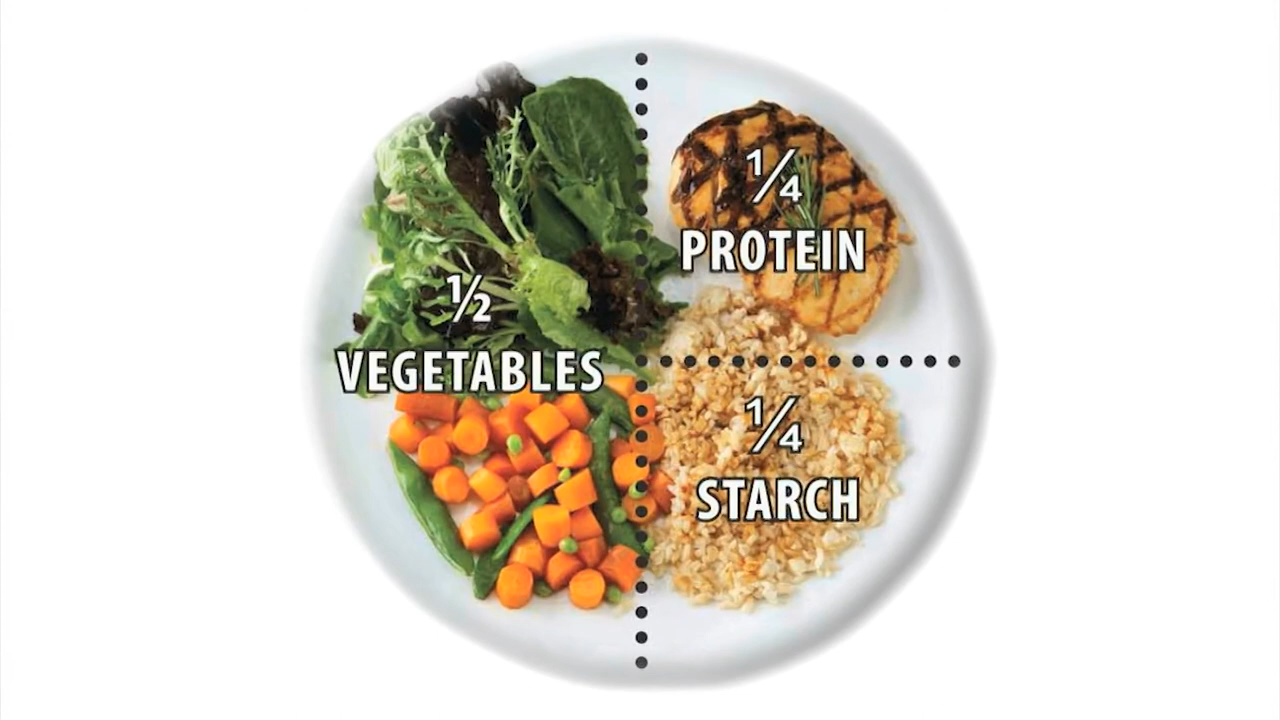 ½
VEGETABLES
¼
PROTEIN
¼
STARCH